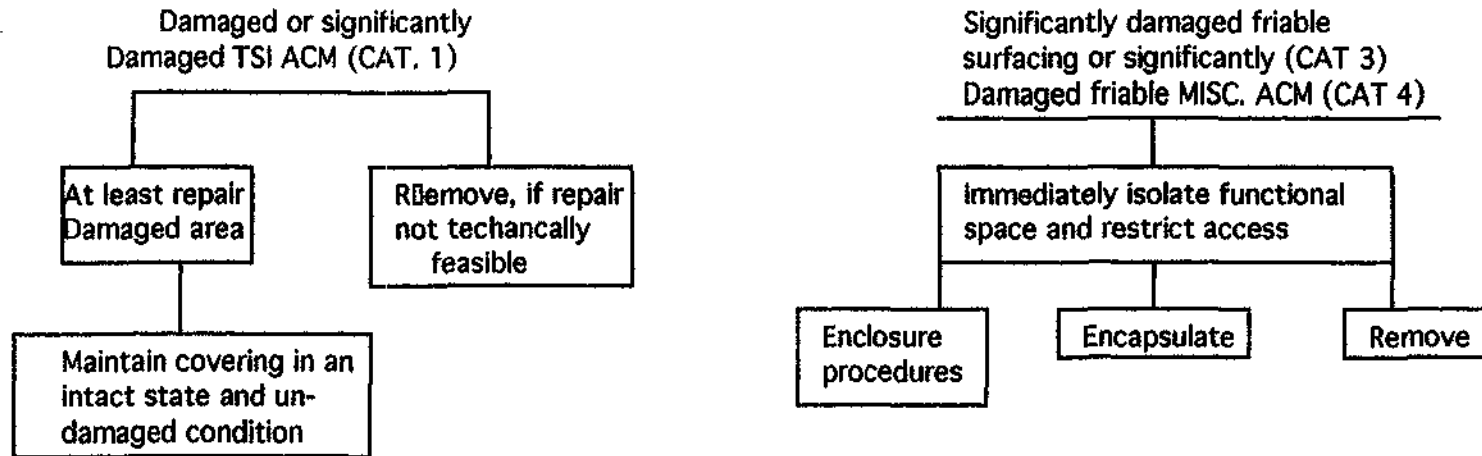 Damaged or significantly
Damaged TSI ACM (CAT. 1)
At least repair
Damaged area
R▯emove, if repair
not techancally
feasible
Maintain covering in an
intact state and un-
damaged condition
Significantly damaged friable
surfacing or significantly (CAT 3)
Damaged friable MISC. ACM (CAT 4)
Immediately isolate functional
space and restrict access
Enclosure
procedures
Encapsulate
Remove